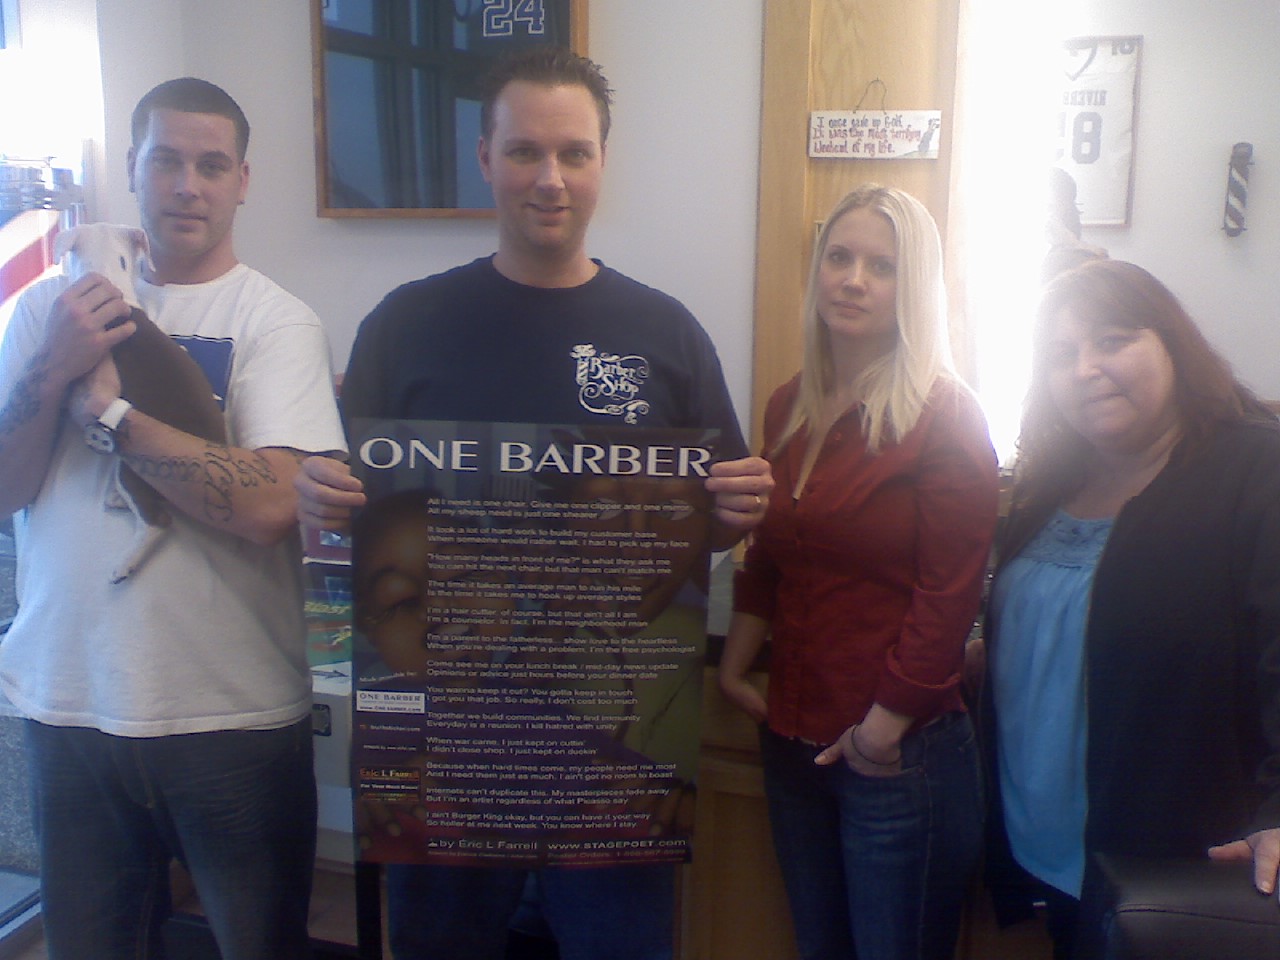 24
I once gave up Golf.
It was the most terrifying
Weekend of my life.
RIVERS
18
Barber
Shop
ONE BARBER
All I need is one chair. Give me one clipper and one mirror
All my sheep need is just one shearer
It took a lot of hard work to build my customer base
When someone would rather wait, I had to pick up my face
"How many heads in front of me?" is what they ask me
You can hit the next chair, but that man can't match me
The time it takes an average man to run his mile
Is the time it takes me to hook up average styles
I'm a hair cutter, of course, but that ain't all I am
I'm a counselor. In fact, I'm the neighborhood man
I'm a parent to the fatherless... show love to the heartless
When you're dealing with a problem, I'm the free psychologist
Come see me on your lunch break / mid-day news update
Opinions or advice just hours before your dinner date
You wanna keep it cut? You gotta keep in touch
I got you that job. So really, I don't cost too much
Together we build communities. We find immunity
Everyday is a reunion. I kill hatred with unity
When war came, I just kept on cuttin'
I didn't close shop. I just kept on duckin'
Because when hard times come, my people need me most
And I need them just as much. I ain't got no room to boast
Internets can't duplicate this. My masterpieces fade away
But I'm an artist regardless of what Picasso say
I ain't Burger King okay, but you can have it your way
So holler at me next week. You know where I stay
ONE BARBER
Eric L Farrell
by Eric L Farrell
www.STAGEPOET.com